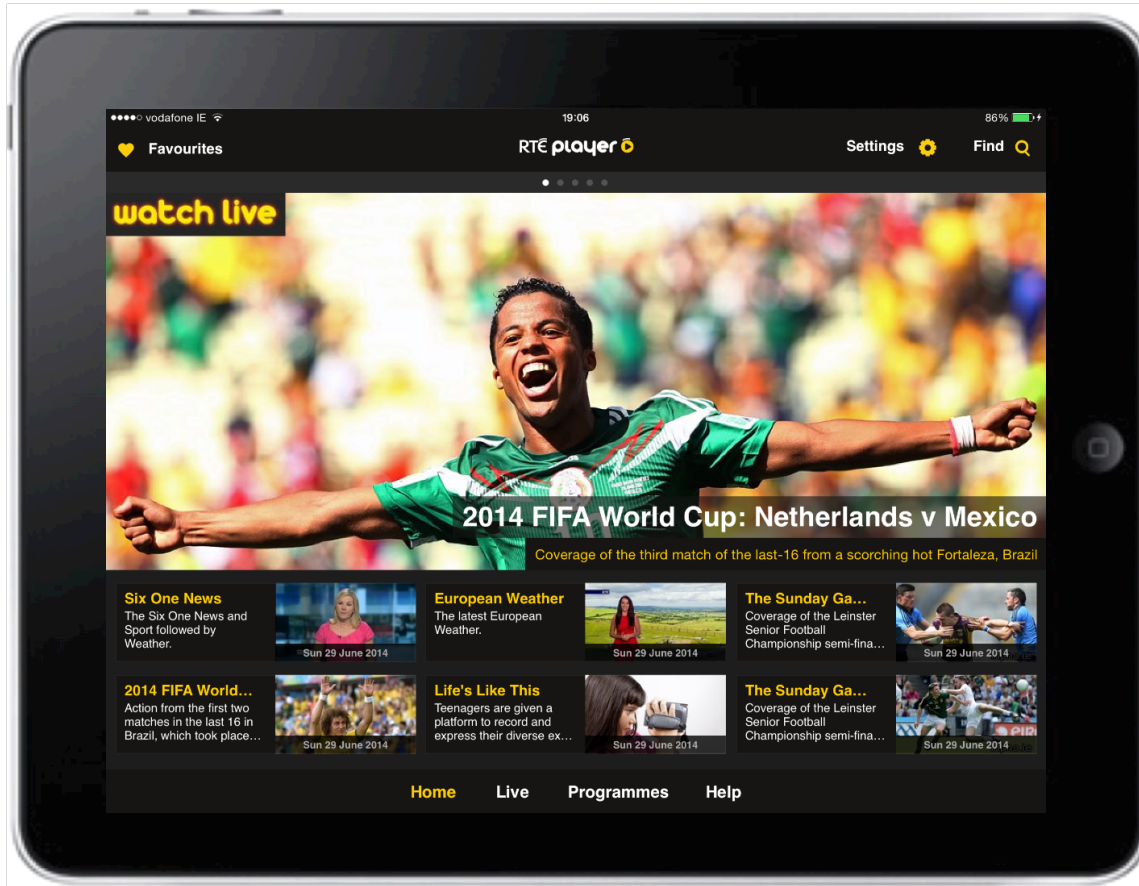 vodafone IE
19:06
86%
Favourites
RTÉ player
Settings
Find
watch live
2014 FIFA World Cup: Netherlands v Mexico
Coverage of the third match of the last-16 from a scorching hot Fortaleza, Brazil
Six One News
The Six One News and
Sport followed by
Weather.
Sun 29 June 2014
European Weather
The latest European
Weather.
Sun 29 June 2014
The Sunday Ga...
Coverage of the Leinster
Senior Football
Championship semi-fina...
Sun 29 June 2014
2014 FIFA World...
Action from the first two
matches in the last 16 in
Brazil, which took place...
Sun 29 June 2014
Life's Like This
Teenagers are given a
platform to record and
express their diverse ex...
Sun 29 June 2014
The Sunday Ga...
Coverage of the Leinster
Senior Football
Championship semi-fina...
Sun 29 June 2014
Home
Live
Programmes
Help